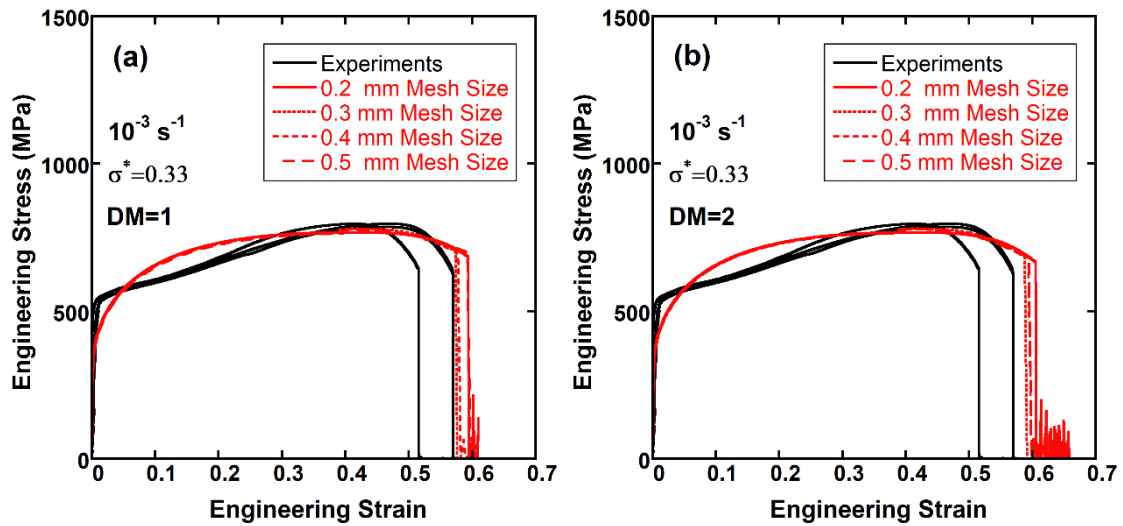 (a)
Experiments
0.2 mm Mesh Size
0.3 mm Mesh Size
0.4 mm Mesh Size
0.5 mm Mesh Size
10⁻³ s⁻¹
σ*=0.33
DM=1
Engineering Stress (MPa)
1500
1000
500
0
0 0.1 0.2 0.3 0.4 0.5 0.6 0.7
Engineering Strain
(b)
Experiments
0.2 mm Mesh Size
0.3 mm Mesh Size
0.4 mm Mesh Size
0.5 mm Mesh Size
10⁻³ s⁻¹
σ*=0.33
DM=2
Engineering Stress (MPa)
1500
1000
500
0
0 0.1 0.2 0.3 0.4 0.5 0.6 0.7
Engineering Strain